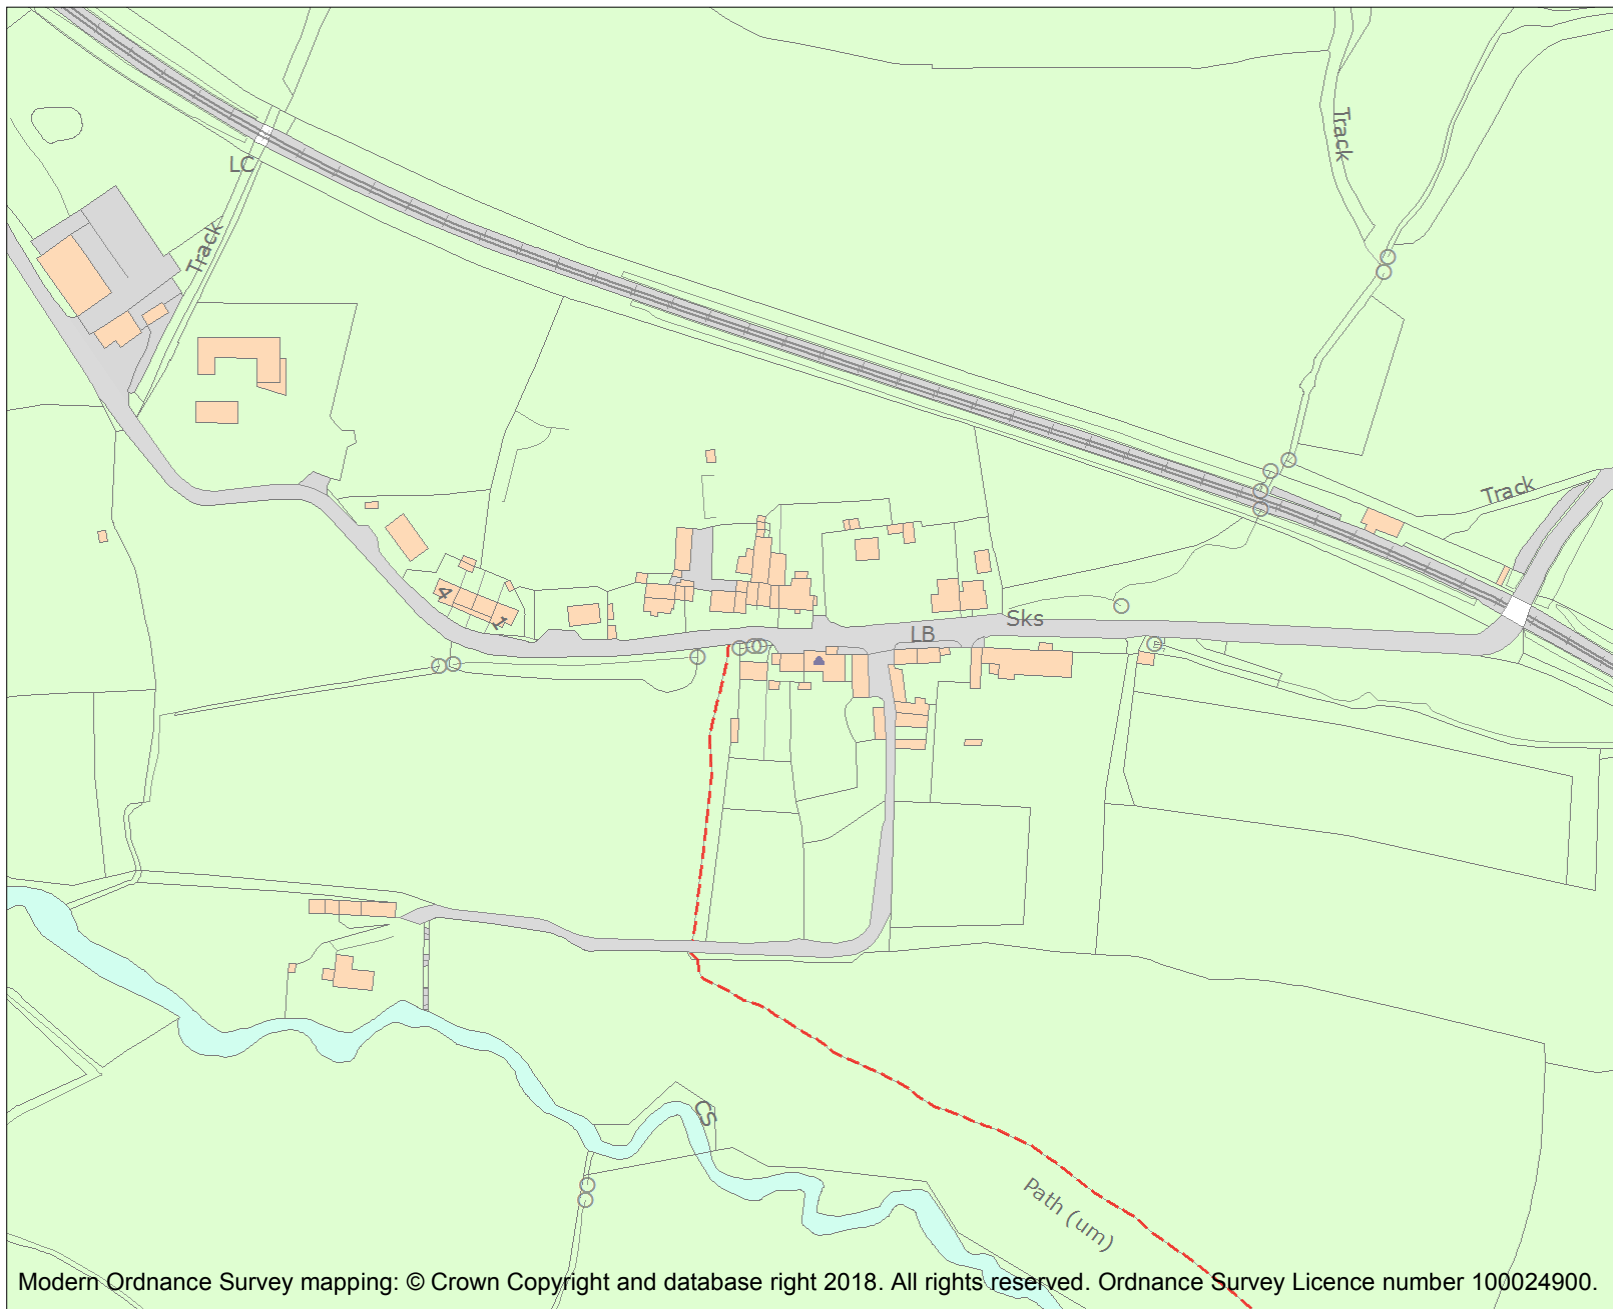 Track
LC
Track
Track
4
1
Sks
LB
CS
Path (um)
Modern Ordnance Survey mapping: © Crown Copyright and database right 2018. All rights reserved. Ordnance Survey Licence number 100024900.